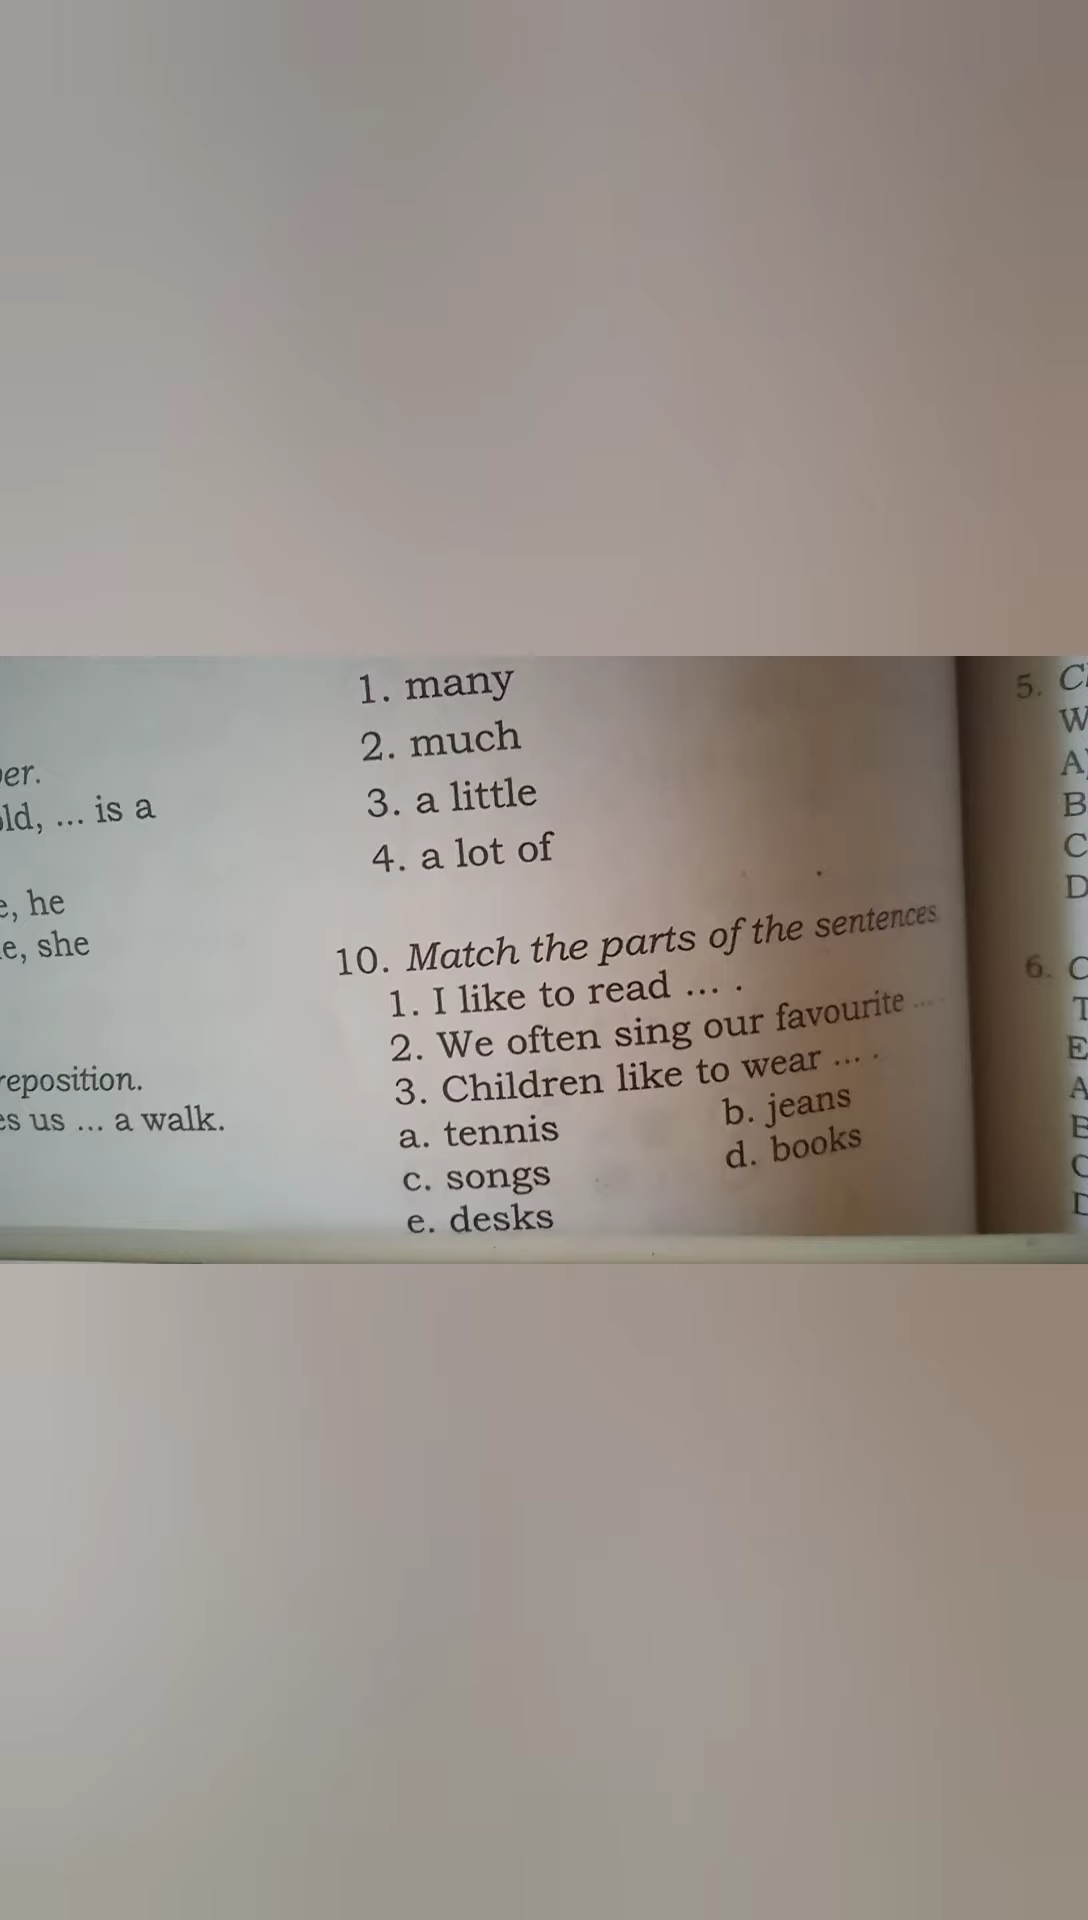 er.
old, ... is a
e, he
e, she
reposition.
es us ... a walk.
1. many
2. much
3. a little
4. a lot of
10. Match the parts of the sentences
1. I like to read ... .
2. We often sing our favourite ...
3. Children like to wear ... .
a. tennis
b. jeans
c. songs
d. books
e. desks
5. C
W
A)
B
C
D
6. C
T
E
A
B
C
D